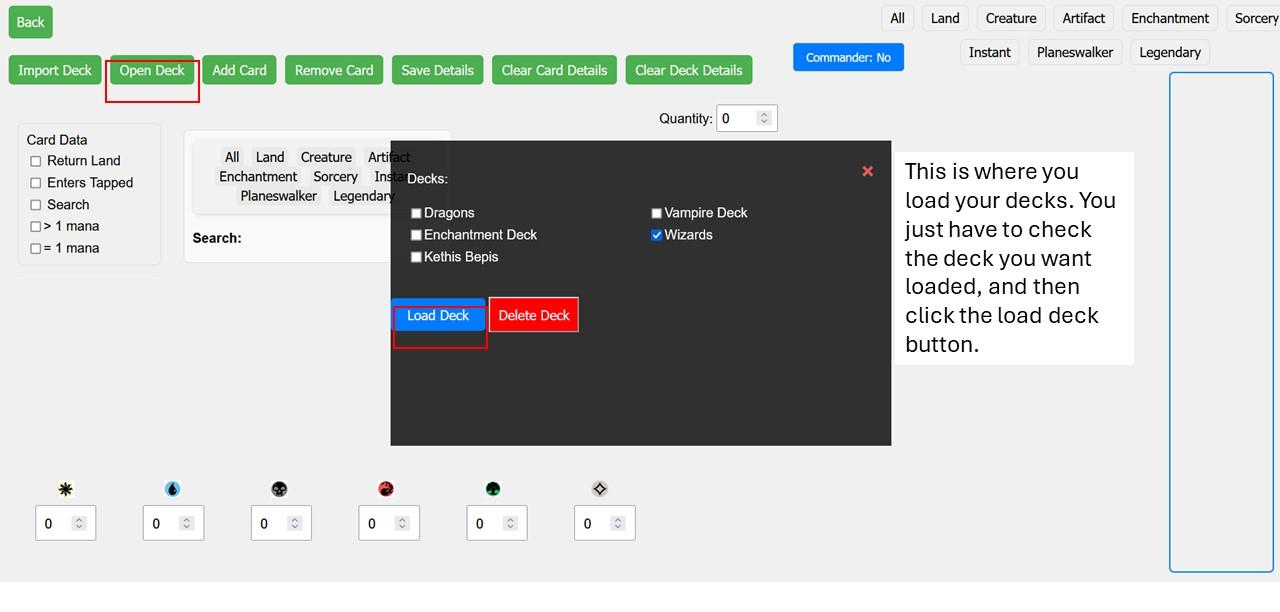 Back
All Land Creature Artifact Enchantment Sorcery
Instant Planeswalker Legendary
Import Deck Open Deck Add Card Remove Card Save Details Clear Card Details Clear Deck Details Commander: No
Quantity: 0
Card Data
Return Land
Enters Tapped
Search
> 1 mana
= 1 mana
All Land Creature Artifact
Enchantment Sorcery Instant
Planeswalker Legendary
Search:
Decks:
Dragons Vampire Deck
Enchantment Deck Wizards
Kethis Bepis
Load Deck Delete Deck
This is where you
load your decks. You
just have to check
the deck you want
loaded, and then
click the load deck
button.
0 0 0 0 0 0